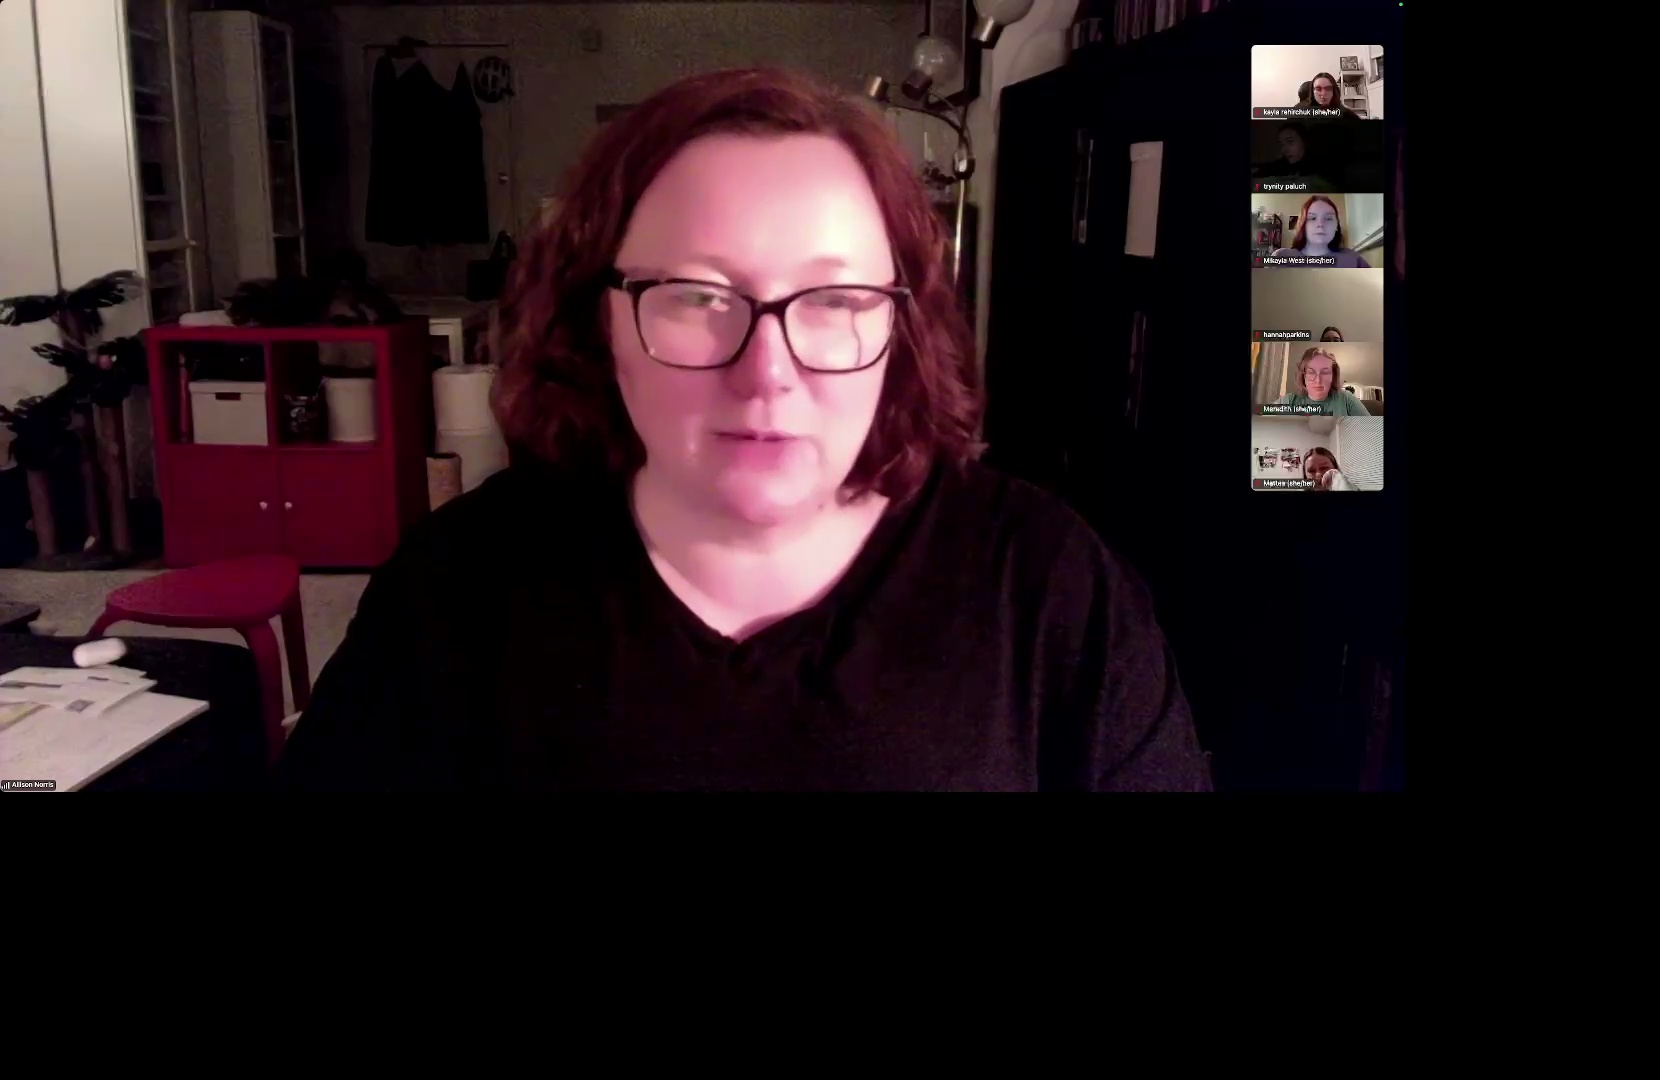 kayla rehirchuk (she/her)
trynity paluch
Mikayla West (she/her)
hannahparkins
Meredith (she/her)
Mattea (she/her)
Allison Norris